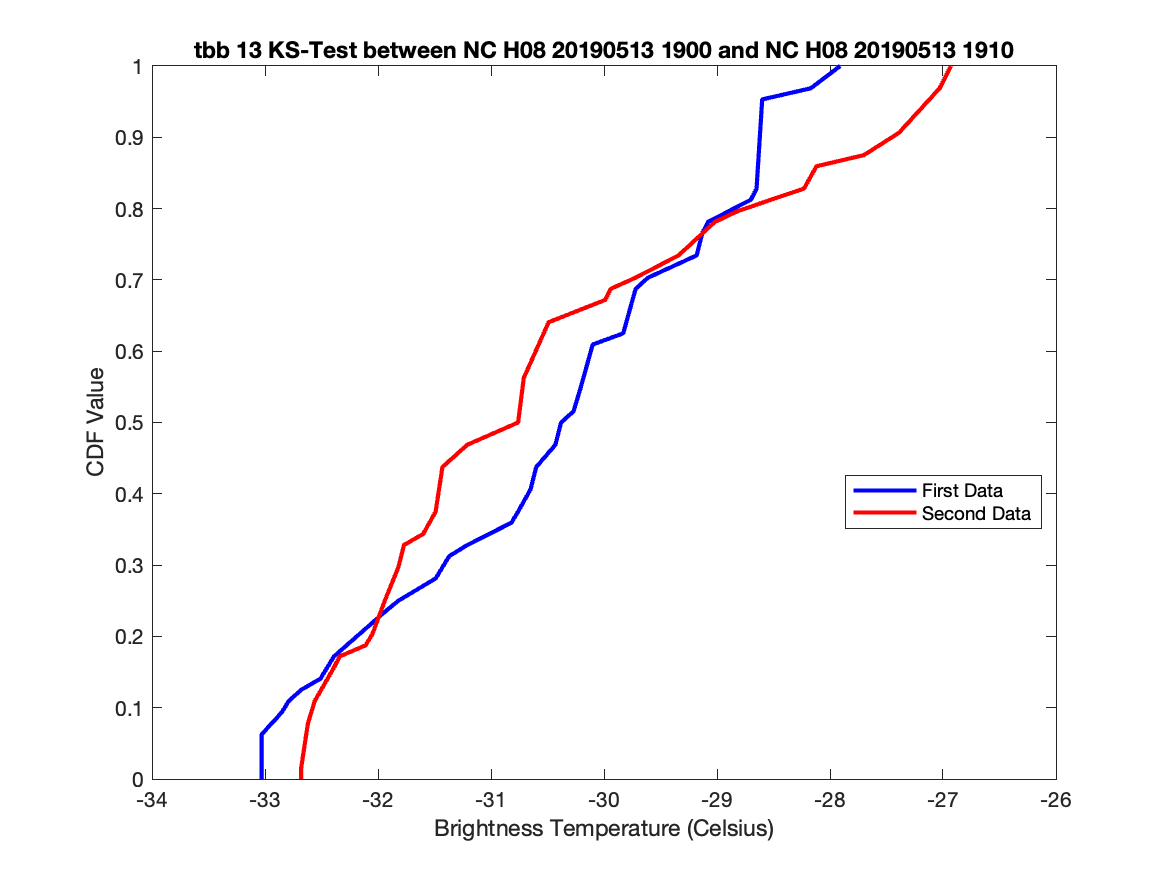 tbb 13 KS-Test between NC H08 20190513 1900 and NC H08 20190513 1910
1
0.9
0.8
0.7
0.6
0.5
0.4
0.3
0.2
0.1
0
CDF Value
First Data
Second Data
-34 -33 -32 -31 -30 -29 -28 -27 -26
Brightness Temperature (Celsius)